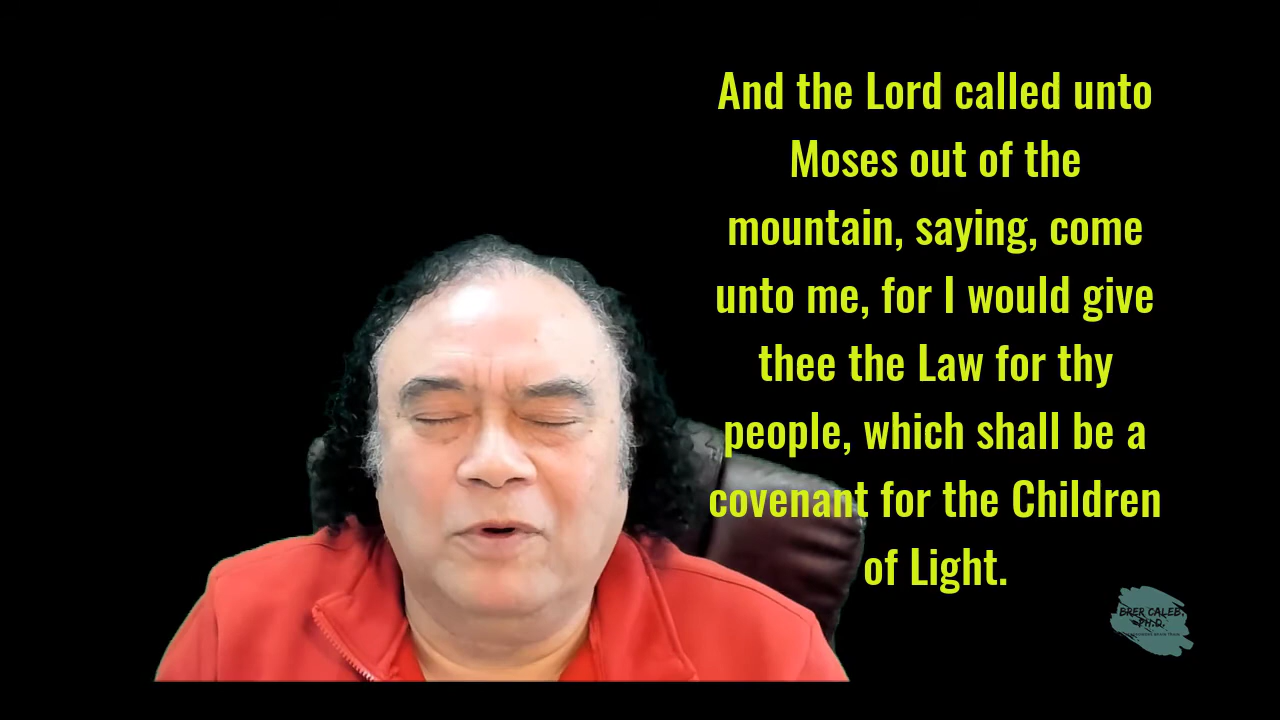 And the Lord called unto
Moses out of the
mountain, saying, come
unto me, for I would give
thee the Law for thy
people, which shall be a
covenant for the Children
of Light.
BRER CALEB,
PH.D.